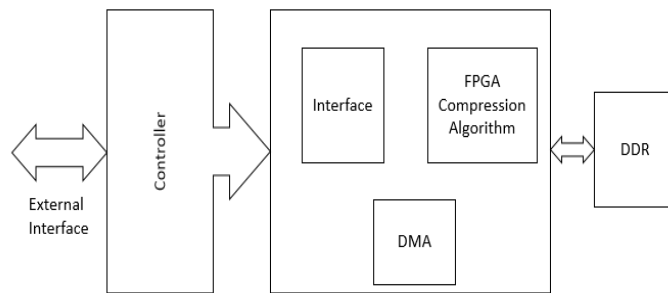 External
Interface
Controller
Interface
FPGA
Compression
Algorithm
DMA
DDR